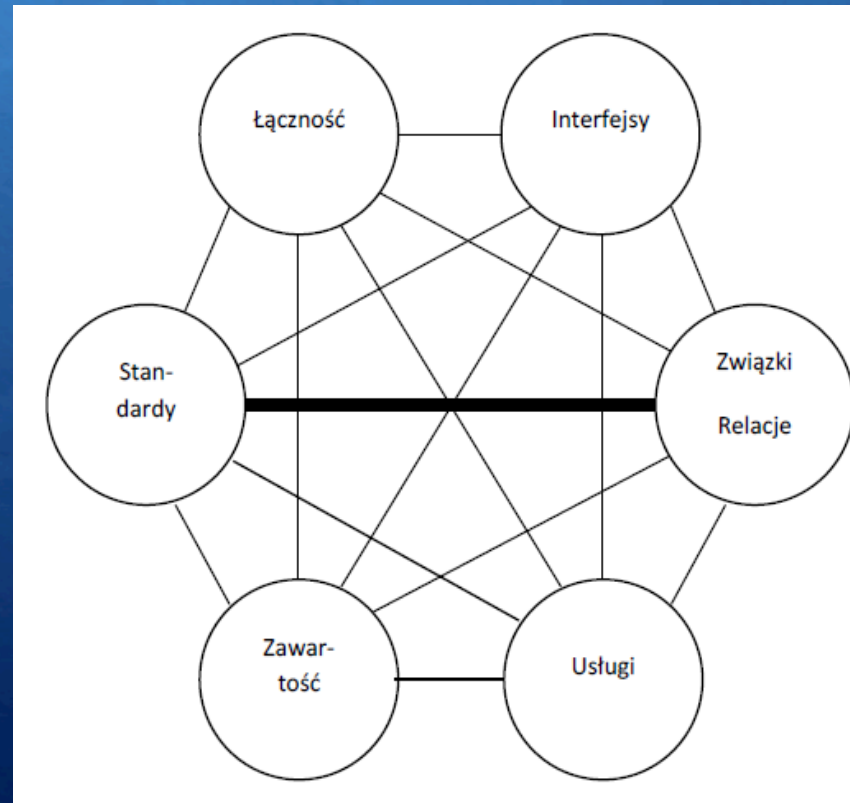 Łączność
Interfejsy
Stan-
dardy
Związki
Relacje
Zawar-
tość
Usługi